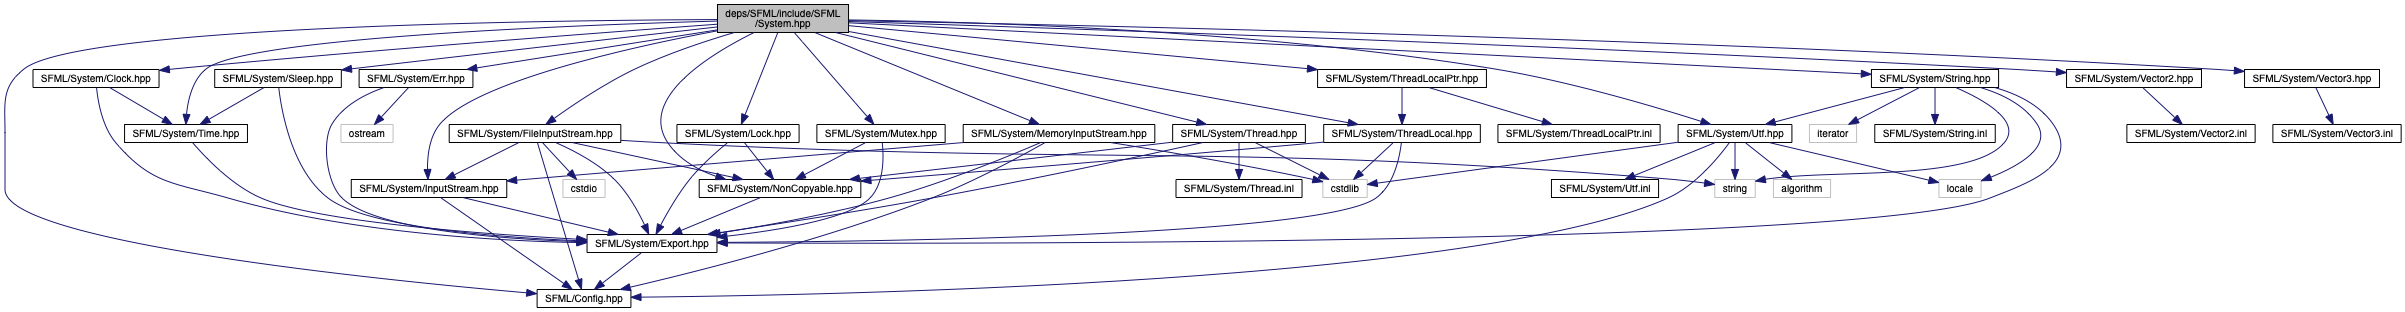 deps/SFML/include/SFML
/System.hpp
SFML/System/Clock.hpp
SFML/System/Sleep.hpp
SFML/System/Err.hpp
SFML/System/ThreadLocalPtr.hpp
SFML/System/String.hpp
SFML/System/Vector2.hpp
SFML/System/Vector3.hpp
SFML/System/Time.hpp
ostream
SFML/System/FileInputStream.hpp
SFML/System/Lock.hpp
SFML/System/Mutex.hpp
SFML/System/MemoryInputStream.hpp
SFML/System/Thread.hpp
SFML/System/ThreadLocal.hpp
SFML/System/ThreadLocalPtr.inl
SFML/System/Utf.hpp
iterator
SFML/System/String.inl
SFML/System/Vector2.inl
SFML/System/Vector3.inl
SFML/System/InputStream.hpp
cstdio
SFML/System/NonCopyable.hpp
SFML/System/Thread.inl
cstdlib
SFML/System/Utf.inl
string
algorithm
locale
SFML/System/Export.hpp
SFML/Config.hpp